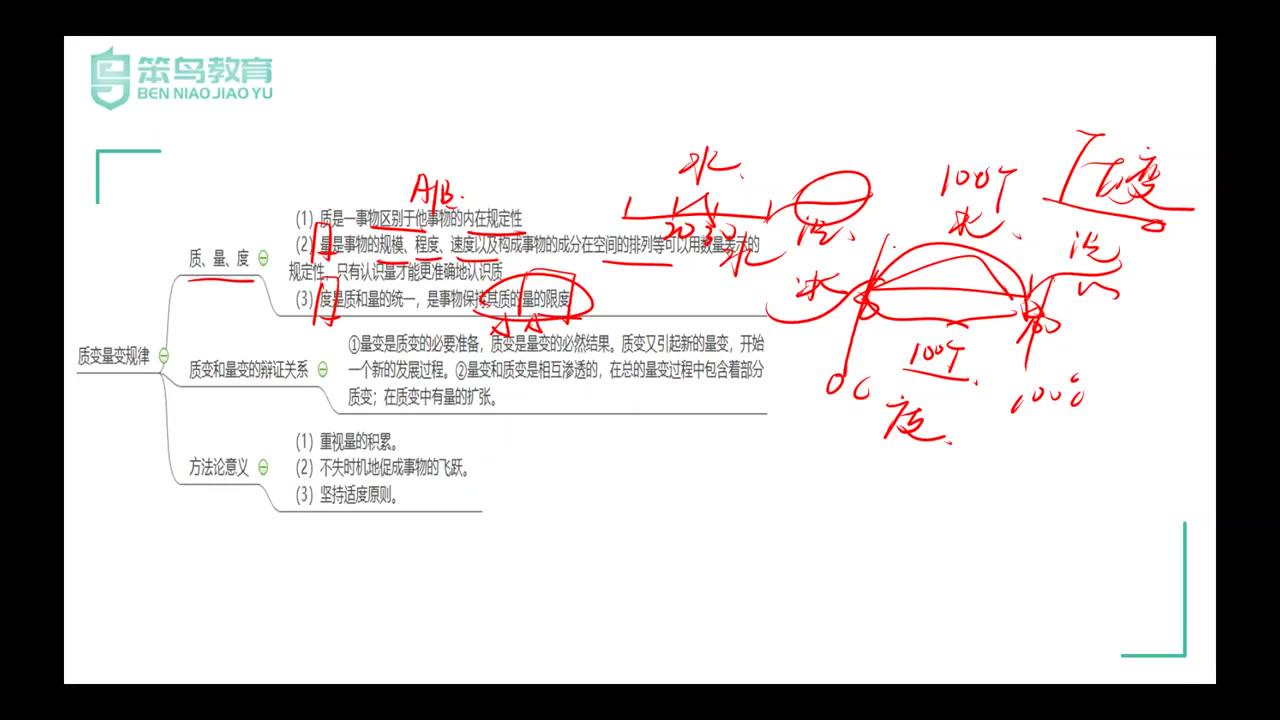 笨鸟教育
BEN NIAO JIAO YU
A/B.
水
100个
水
20 30
水
冰
质、量、度
(1) 质是一事物区别于他事物的内在规定性
(2) 量是事物的规模、程度、速度以及构成事物的成分在空间的排列等可以用数量表示的
规定性，只有认识量才能更准确地认识质
(3) 度是质和量的统一，是事物保持其质的量的限度
100个
0C
100°
度
质变量变规律
质变和量变的辩证关系
①量变是质变的必要准备，质变是量变的必然结果。质变又引起新的量变，开始
一个新的发展过程。②量变和质变是相互渗透的，在总的量变过程中包含着部分
质变；在质变中有量的扩张。
方法论意义
(1) 重视量的积累。
(2) 不失时机地促成事物的飞跃。
(3) 坚持适度原则。